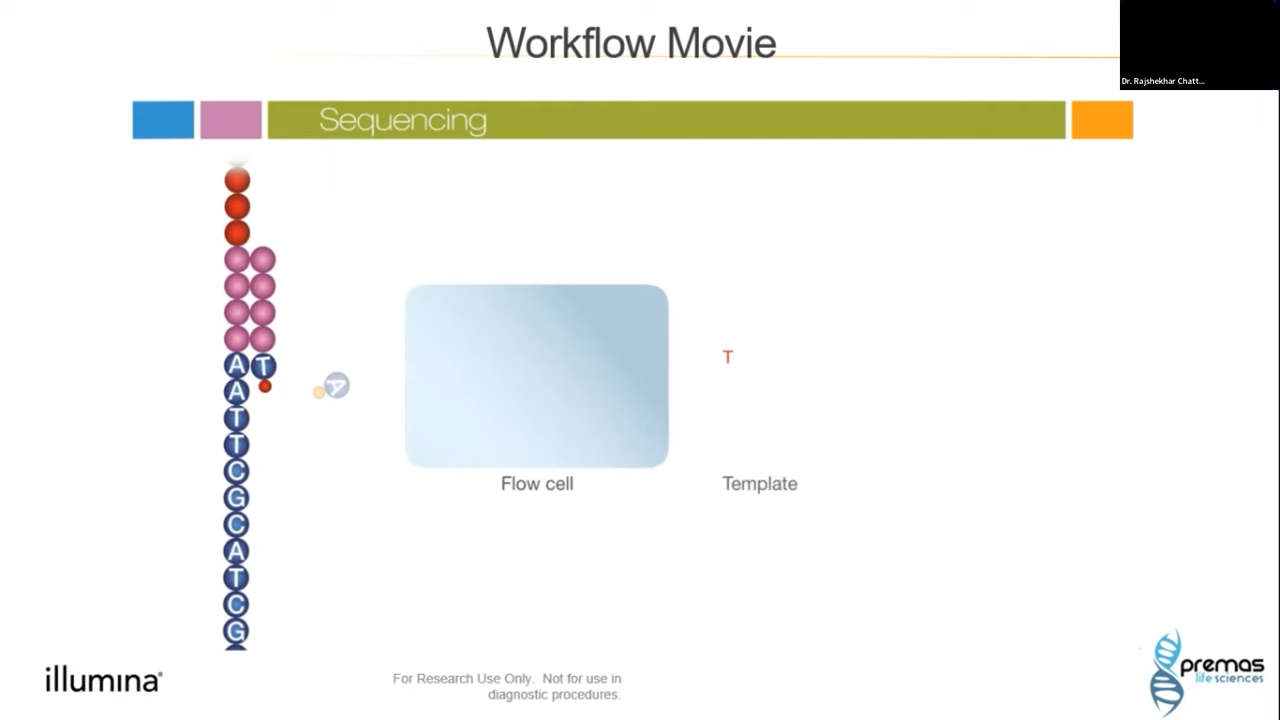 Workflow Movie
Dr. Rajshekhar Chatt...
Sequencing
A T
A
A
T
T
C
G
C
A
T
C
G
T
Flow cell
Template
illumina®
For Research Use Only. Not for use in
diagnostic procedures.
premas
life sciences